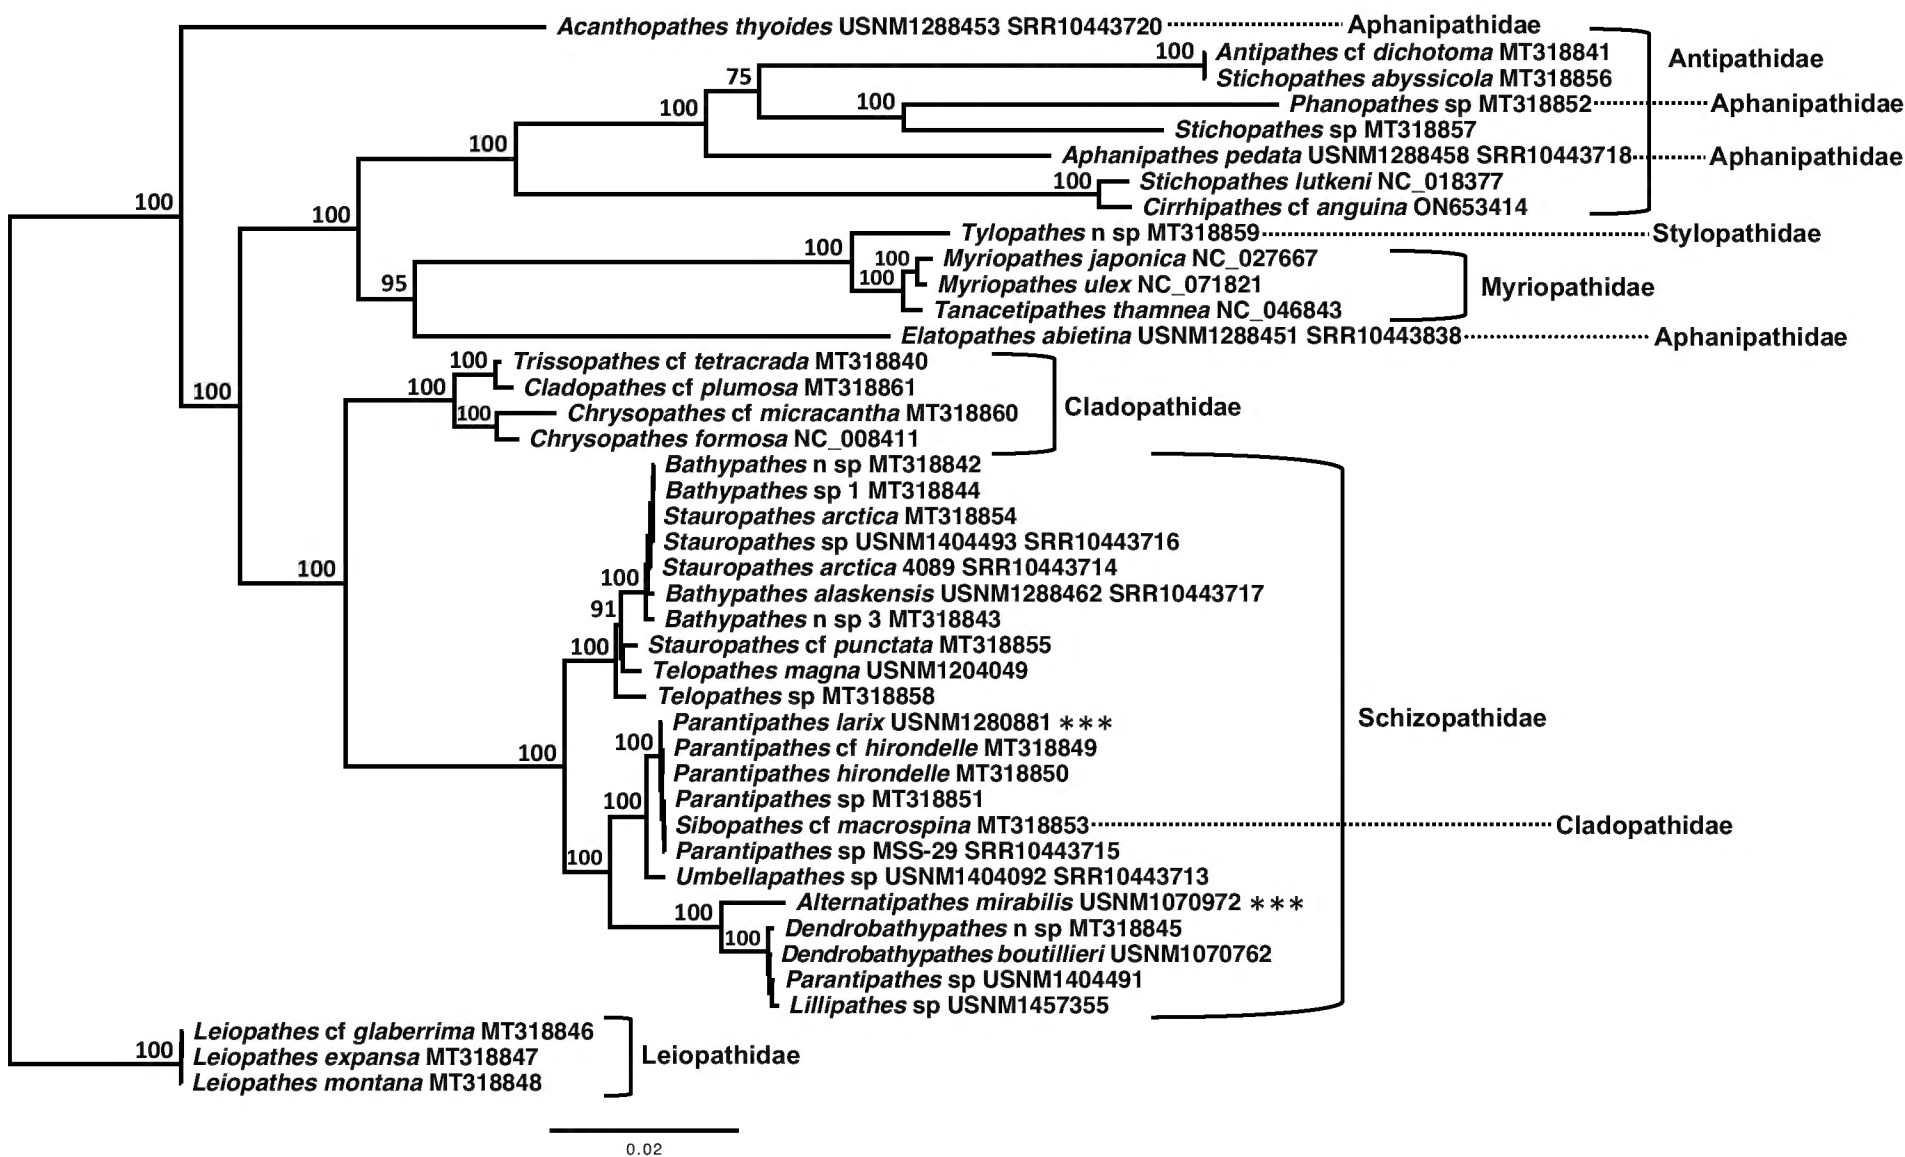 Acanthopathes thyoides USNM1288453 SRR10443720 Aphanipathidae
100 Antipathes cf dichotoma MT318841
Antipathidae
75 Stichopathes abyssicola MT318856
100 100 Phanopathes sp MT318852 Aphanipathidae
Stichopathes sp MT318857
100 Aphanipathes pedata USNM1288458 SRR10443718 Aphanipathidae
100 Stichopathes lutkeni NC_018377
100 100 Cirrhipathes cf anguina ON653414
Tylopathes n sp MT318859 Stylopathidae
100 100 Myriopathes japonica NC_027667
95 100 Myriopathes ulex NC_071821 Myriopathidae
Tanacetipathes thamnea NC_046843
Elatopathes abietina USNM1288451 SRR10443838 Aphanipathidae
100 Trissopathes cf tetracrada MT318840
100 100 Cladopathes cf plumosa MT318861
100 Chrysopathes cf micracantha MT318860 Cladopathidae
Chrysopathes formosa NC_008411
Bathypathes n sp MT318842
Bathypathes sp 1 MT318844
Stauropathes arctica MT318854
Stauropathes sp USNM1404493 SRR10443716
100 100 Stauropathes arctica 4089 SRR10443714
Bathypathes alaskensis USNM1288462 SRR10443717
91 Bathypathes n sp 3 MT318843
100 Stauropathes cf punctata MT318855
Telopathes magna USNM1204049
Telopathes sp MT318858
Parantipathes larix USNM1280881 ***
Schizopathidae
100 100 Parantipathes cf hirondelle MT318849
Parantipathes hirondelle MT318850
100 Parantipathes sp MT318851
Sibopathes cf macrospina MT318853 Cladopathidae
100 Parantipathes sp MSS-29 SRR10443715
Umbellapathes sp USNM1404092 SRR10443713
Alternatipathes mirabilis USNM1070972 ***
100 Dendrobathypathes n sp MT318845
100 Dendrobathypathes boutillieri USNM1070762
Parantipathes sp USNM1404491
Lillipathes sp USNM1457355
Leiopathes cf glaberrima MT318846
100 Leiopathes expansa MT318847 Leiopathidae
Leiopathes montana MT318848
0.02